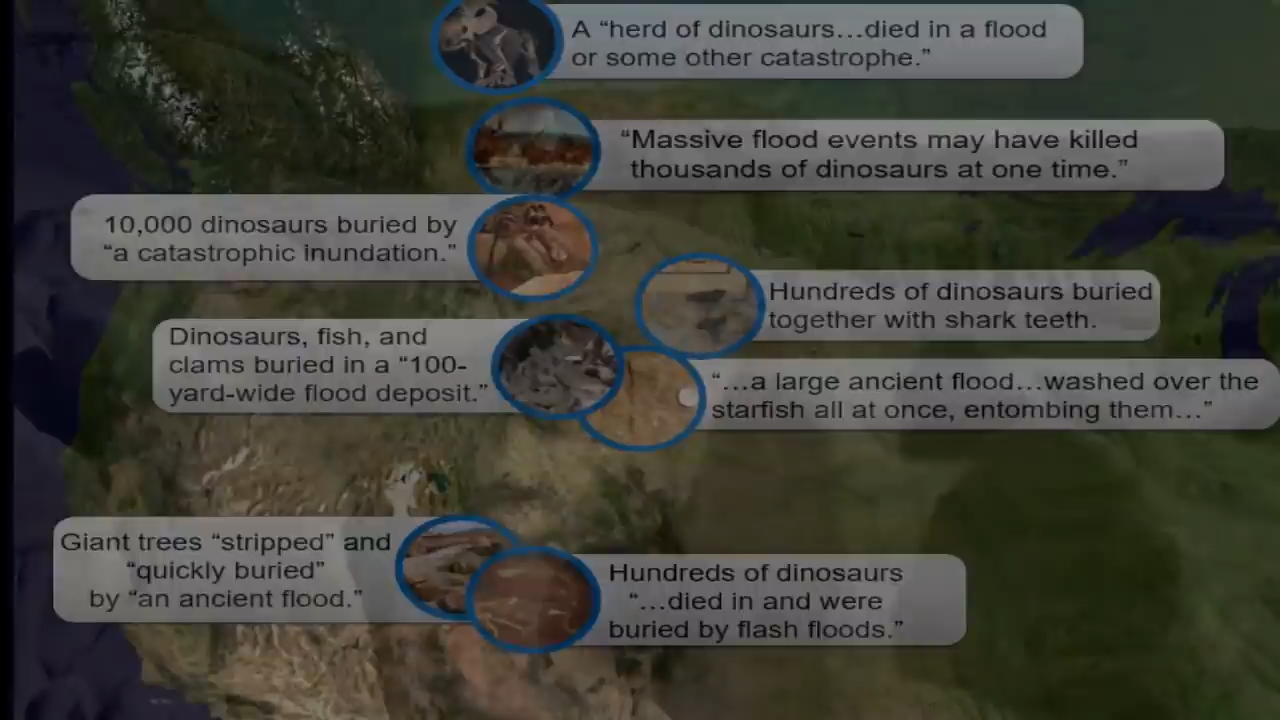 A “herd of dinosaurs…died in a flood
or some other catastrophe.”
“Massive flood events may have killed
thousands of dinosaurs at one time.”
10,000 dinosaurs buried by
“a catastrophic inundation.”
Hundreds of dinosaurs buried
together with shark teeth.
Dinosaurs, fish, and
clams buried in a “100-
yard-wide flood deposit.”
“…a large ancient flood…washed over the
starfish all at once, entombing them…”
Giant trees “stripped” and
“quickly buried”
by “an ancient flood.”
Hundreds of dinosaurs
“…died in and were
buried by flash floods.”